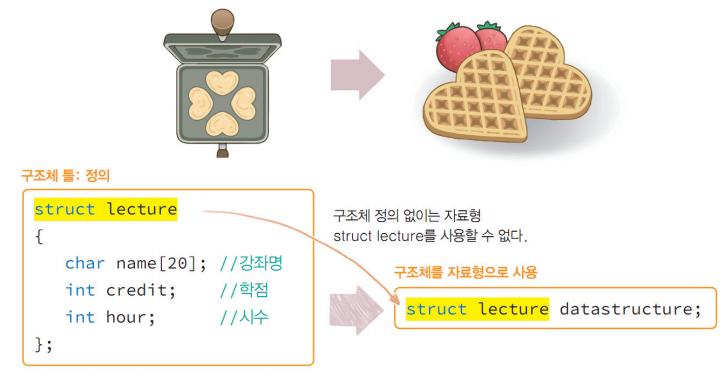 구조체 틀: 정의
struct lecture
{
char name[20]; //강좌명
int credit; //학점
int hour; //시수
};
구조체 정의 없이는 자료형
struct lecture를 사용할 수 없다.
구조체를 자료형으로 사용
struct lecture datastructure;